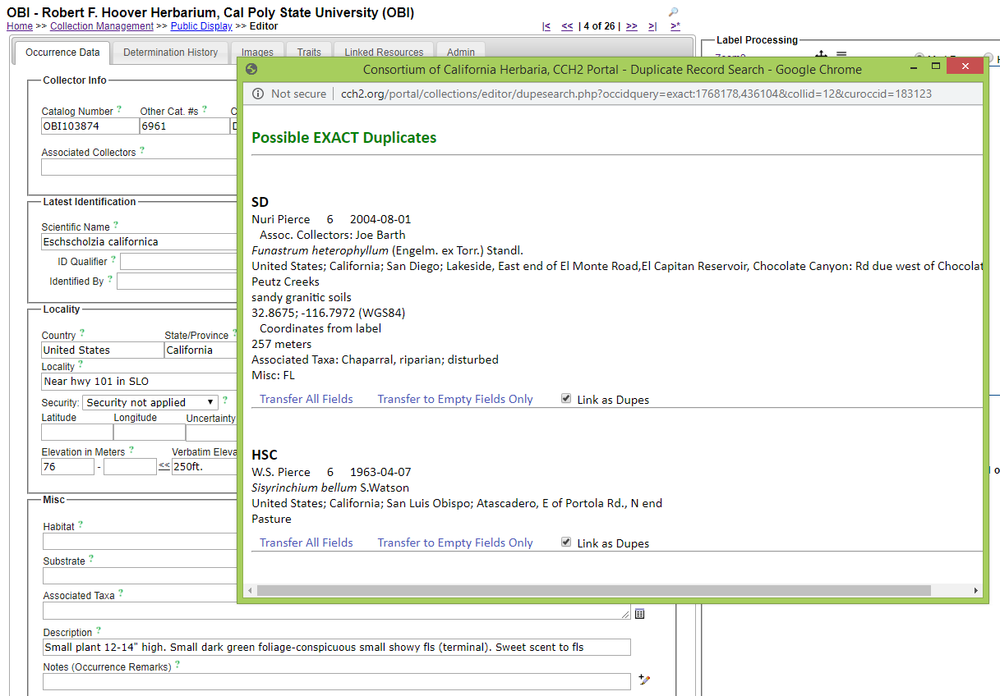 OBI - Robert F. Hoover Herbarium, Cal Poly State University (OBI)
Home >> Collection Management >> Public Display >> Editor
|< << | 4 of 26 | >> >| >*
Occurrence Data Determination History Images Traits Linked Resources Admin
Label Processing
Collector Info
Catalog Number ? Other Cat. #s ?
OBI103874 6961
Associated Collectors ?
Latest Identification
Scientific Name ?
Eschscholzia californica
ID Qualifier ?
Identified By ?
Locality
Country ? State/Province ?
United States California
Locality ?
Near hwy 101 in SLO
Security: Security not applied ?
Latitude Longitude Uncertainty
Elevation in Meters ? Verbatim Eleva
76 - << 250ft.
Misc
Habitat ?
Substrate ?
Associated Taxa ?
Description ?
Small plant 12-14" high. Small dark green foliage-conspicuous small showy fls (terminal). Sweet scent to fls
Notes (Occurrence Remarks) ?
Consortium of California Herbaria, CCH2 Portal - Duplicate Record Search - Google Chrome
Not secure | cch2.org/portal/collections/editor/dupesearch.php?occidquery=exact:1768178,436104&collid=12&curoccid=183123
Possible EXACT Duplicates
SD
Nuri Pierce 6 2004-08-01
Assoc. Collectors: Joe Barth
Funastrum heterophyllum (Engelm. ex Torr.) Standl.
United States; California; San Diego; Lakeside, East end of El Monte Road,El Capitan Reservoir, Chocolate Canyon: Rd due west of Chocolat
Peutz Creeks
sandy granitic soils
32.8675; -116.7972 (WGS84)
Coordinates from label
257 meters
Associated Taxa: Chaparral, riparian; disturbed
Misc: FL
Transfer All Fields Transfer to Empty Fields Only Link as Dupes
HSC
W.S. Pierce 6 1963-04-07
Sisyrinchium bellum S.Watson
United States; California; San Luis Obispo; Atascadero, E of Portola Rd., N end
Pasture
Transfer All Fields Transfer to Empty Fields Only Link as Dupes